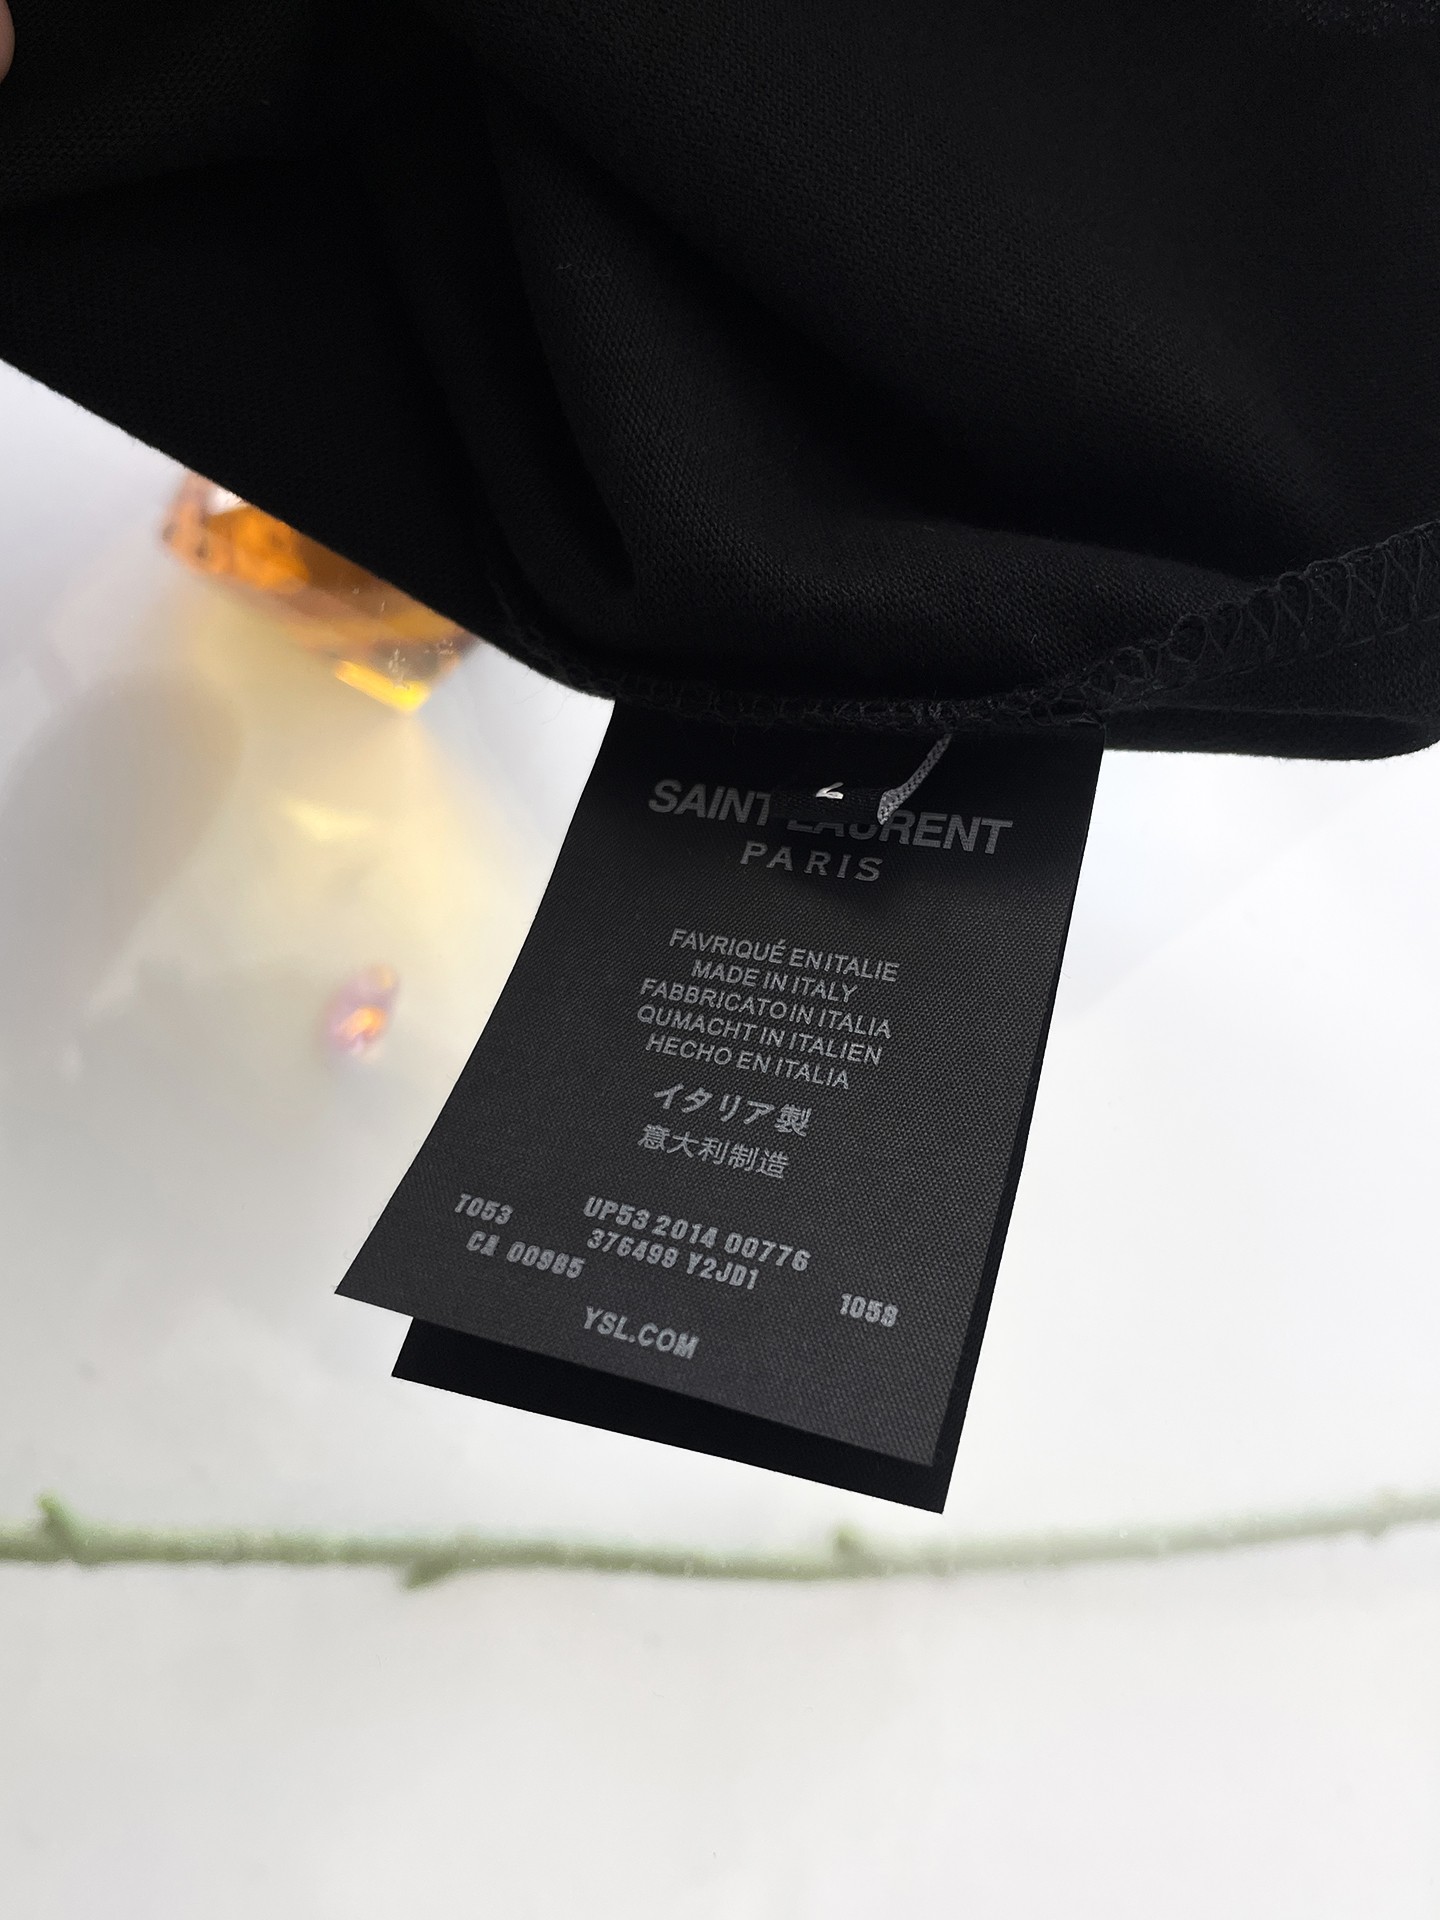 SAINT LAURENT
PARIS
FAVRIQUÉ EN ITALIE
MADE IN ITALY
FABBRICATO IN ITALIA
QUMACHT IN ITALIEN
HECHO EN ITALIA
イタリア製
意大利制造
T053 UP53 2014 00776
CA 00985 376499 Y2JD1
1059
YSL.COM